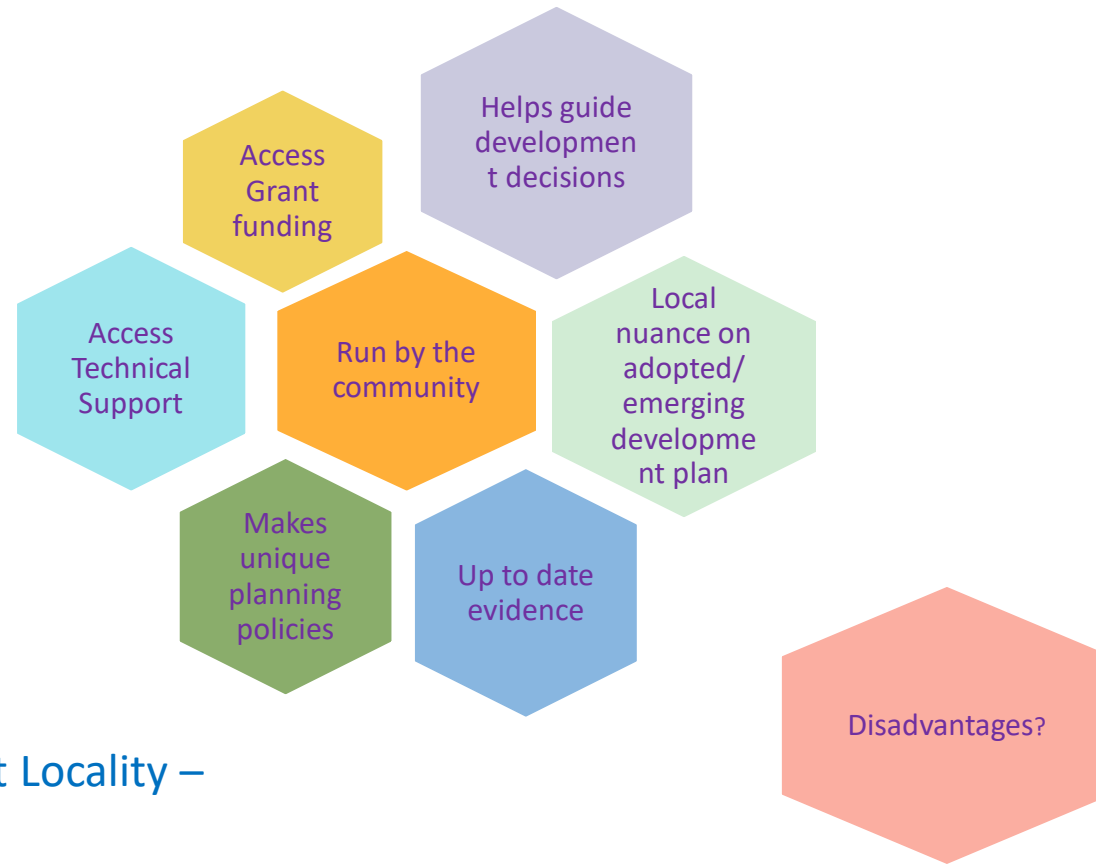 Helps guide
developmen
t decisions
Access
Grant
funding
Access
Technical
Support
Run by the
community
Local
nuance on
adopted/
emerging
developme
nt plan
Makes
unique
planning
policies
Up to date
evidence
Disadvantages?
t Locality –